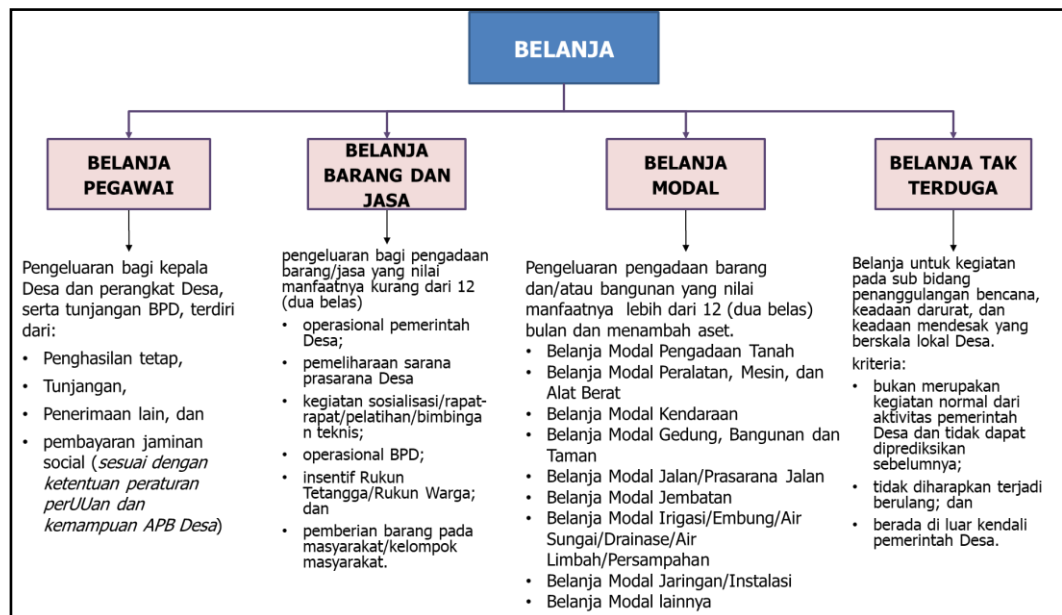 BELANJA
BELANJA
PEGAWAI
Pengeluaran bagi kepala
Desa dan perangkat Desa,
serta tunjangan BPD, terdiri
dari:
• Penghasilan tetap,
• Tunjangan,
• Penerimaan lain, dan
• pembayaran jaminan
social (sesuai dengan
ketentuan peraturan
perUUan dan
kemampuan APB Desa)
BELANJA
BARANG DAN
JASA
pengeluaran bagi pengadaan
barang/jasa yang nilai
manfaatnya kurang dari 12
(dua belas)
• operasional pemerintah
Desa;
• pemeliharaan sarana
prasarana Desa
• kegiatan sosialisasi/rapat-
rapat/pelatihan/bimbinga
n teknis;
• operasional BPD;
• insentif Rukun
Tetangga/Rukun Warga;
dan
• pemberian barang pada
masyarakat/kelompok
masyarakat.
BELANJA
MODAL
Pengeluaran pengadaan barang
dan/atau bangunan yang nilai
manfaatnya lebih dari 12 (dua belas)
bulan dan menambah aset.
• Belanja Modal Pengadaan Tanah
• Belanja Modal Peralatan, Mesin, dan
Alat Berat
• Belanja Modal Kendaraan
• Belanja Modal Gedung, Bangunan dan
Taman
• Belanja Modal Jalan/Prasarana Jalan
• Belanja Modal Jembatan
• Belanja Modal Irigasi/Embung/Air
Sungai/Drainase/Air
Limbah/Persampahan
• Belanja Modal Jaringan/Instalasi
• Belanja Modal lainnya
BELANJA TAK
TERDUGA
Belanja untuk kegiatan
pada sub bidang
penanggulangan bencana,
keadaan darurat, dan
keadaan mendesak yang
berskala lokal Desa.
kriteria:
• bukan merupakan
kegiatan normal dari
aktivitas pemerintah
Desa dan tidak dapat
diprediksikan
sebelumnya;
• tidak diharapkan terjadi
berulang; dan
• berada di luar kendali
pemerintah Desa.